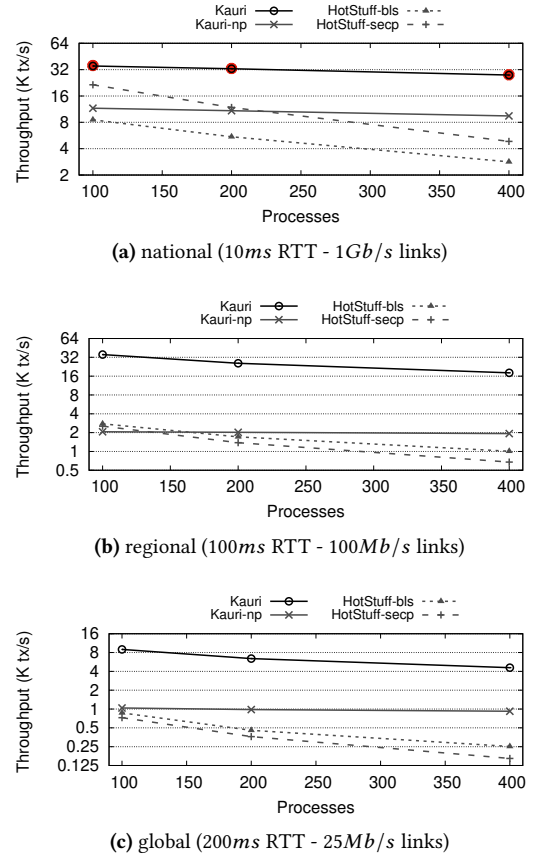 Kauri HotStuff-bls
Kauri-np HotStuff-secp
Throughput (K tx/s)
64
32
16
8
4
2
100 150 200 250 300 350 400
Processes
(a) national (10ms RTT - 1Gb/s links)
Kauri HotStuff-bls
Kauri-np HotStuff-secp
Throughput (K tx/s)
64
32
16
8
4
2
1
0.5
100 150 200 250 300 350 400
Processes
(b) regional (100ms RTT - 100Mb/s links)
Kauri HotStuff-bls
Kauri-np HotStuff-secp
Throughput (K tx/s)
16
8
4
2
1
0.5
0.25
0.125
100 150 200 250 300 350 400
Processes
(c) global (200ms RTT - 25Mb/s links)